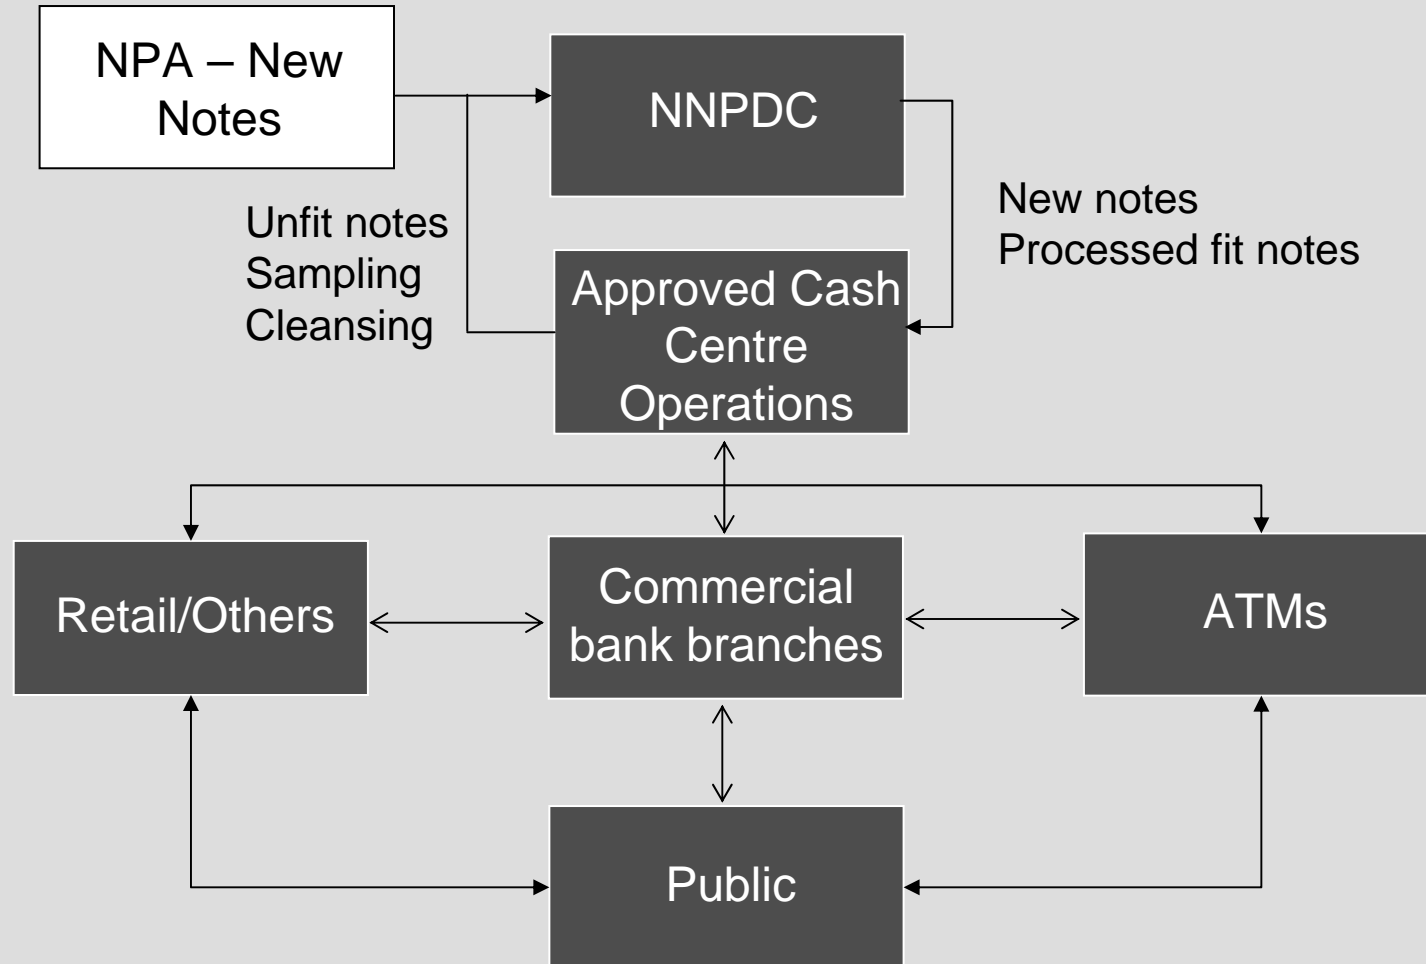 NPA – New
Notes
NNPDC
Unfit notes
Sampling
Cleansing
New notes
Processed fit notes
Approved Cash
Centre
Operations
Retail/Others
Commercial
bank branches
ATMs
Public